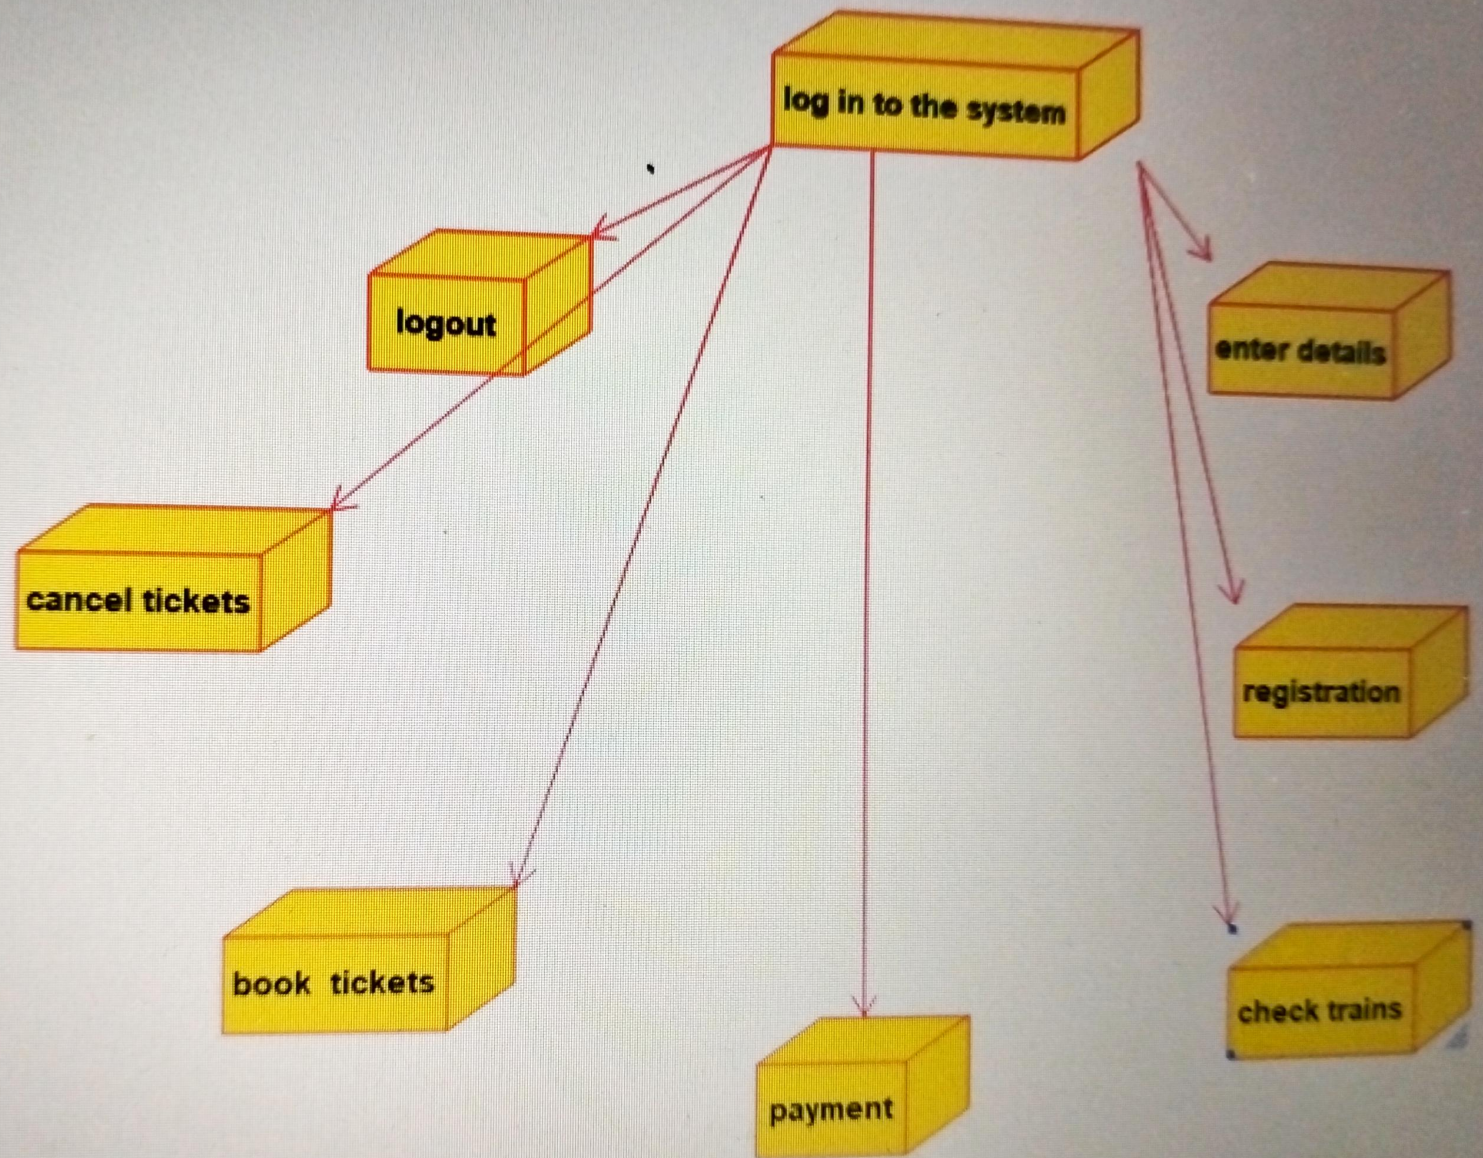 log in to the system
logout
enter details
cancel tickets
registration
book  tickets
check trains
payment